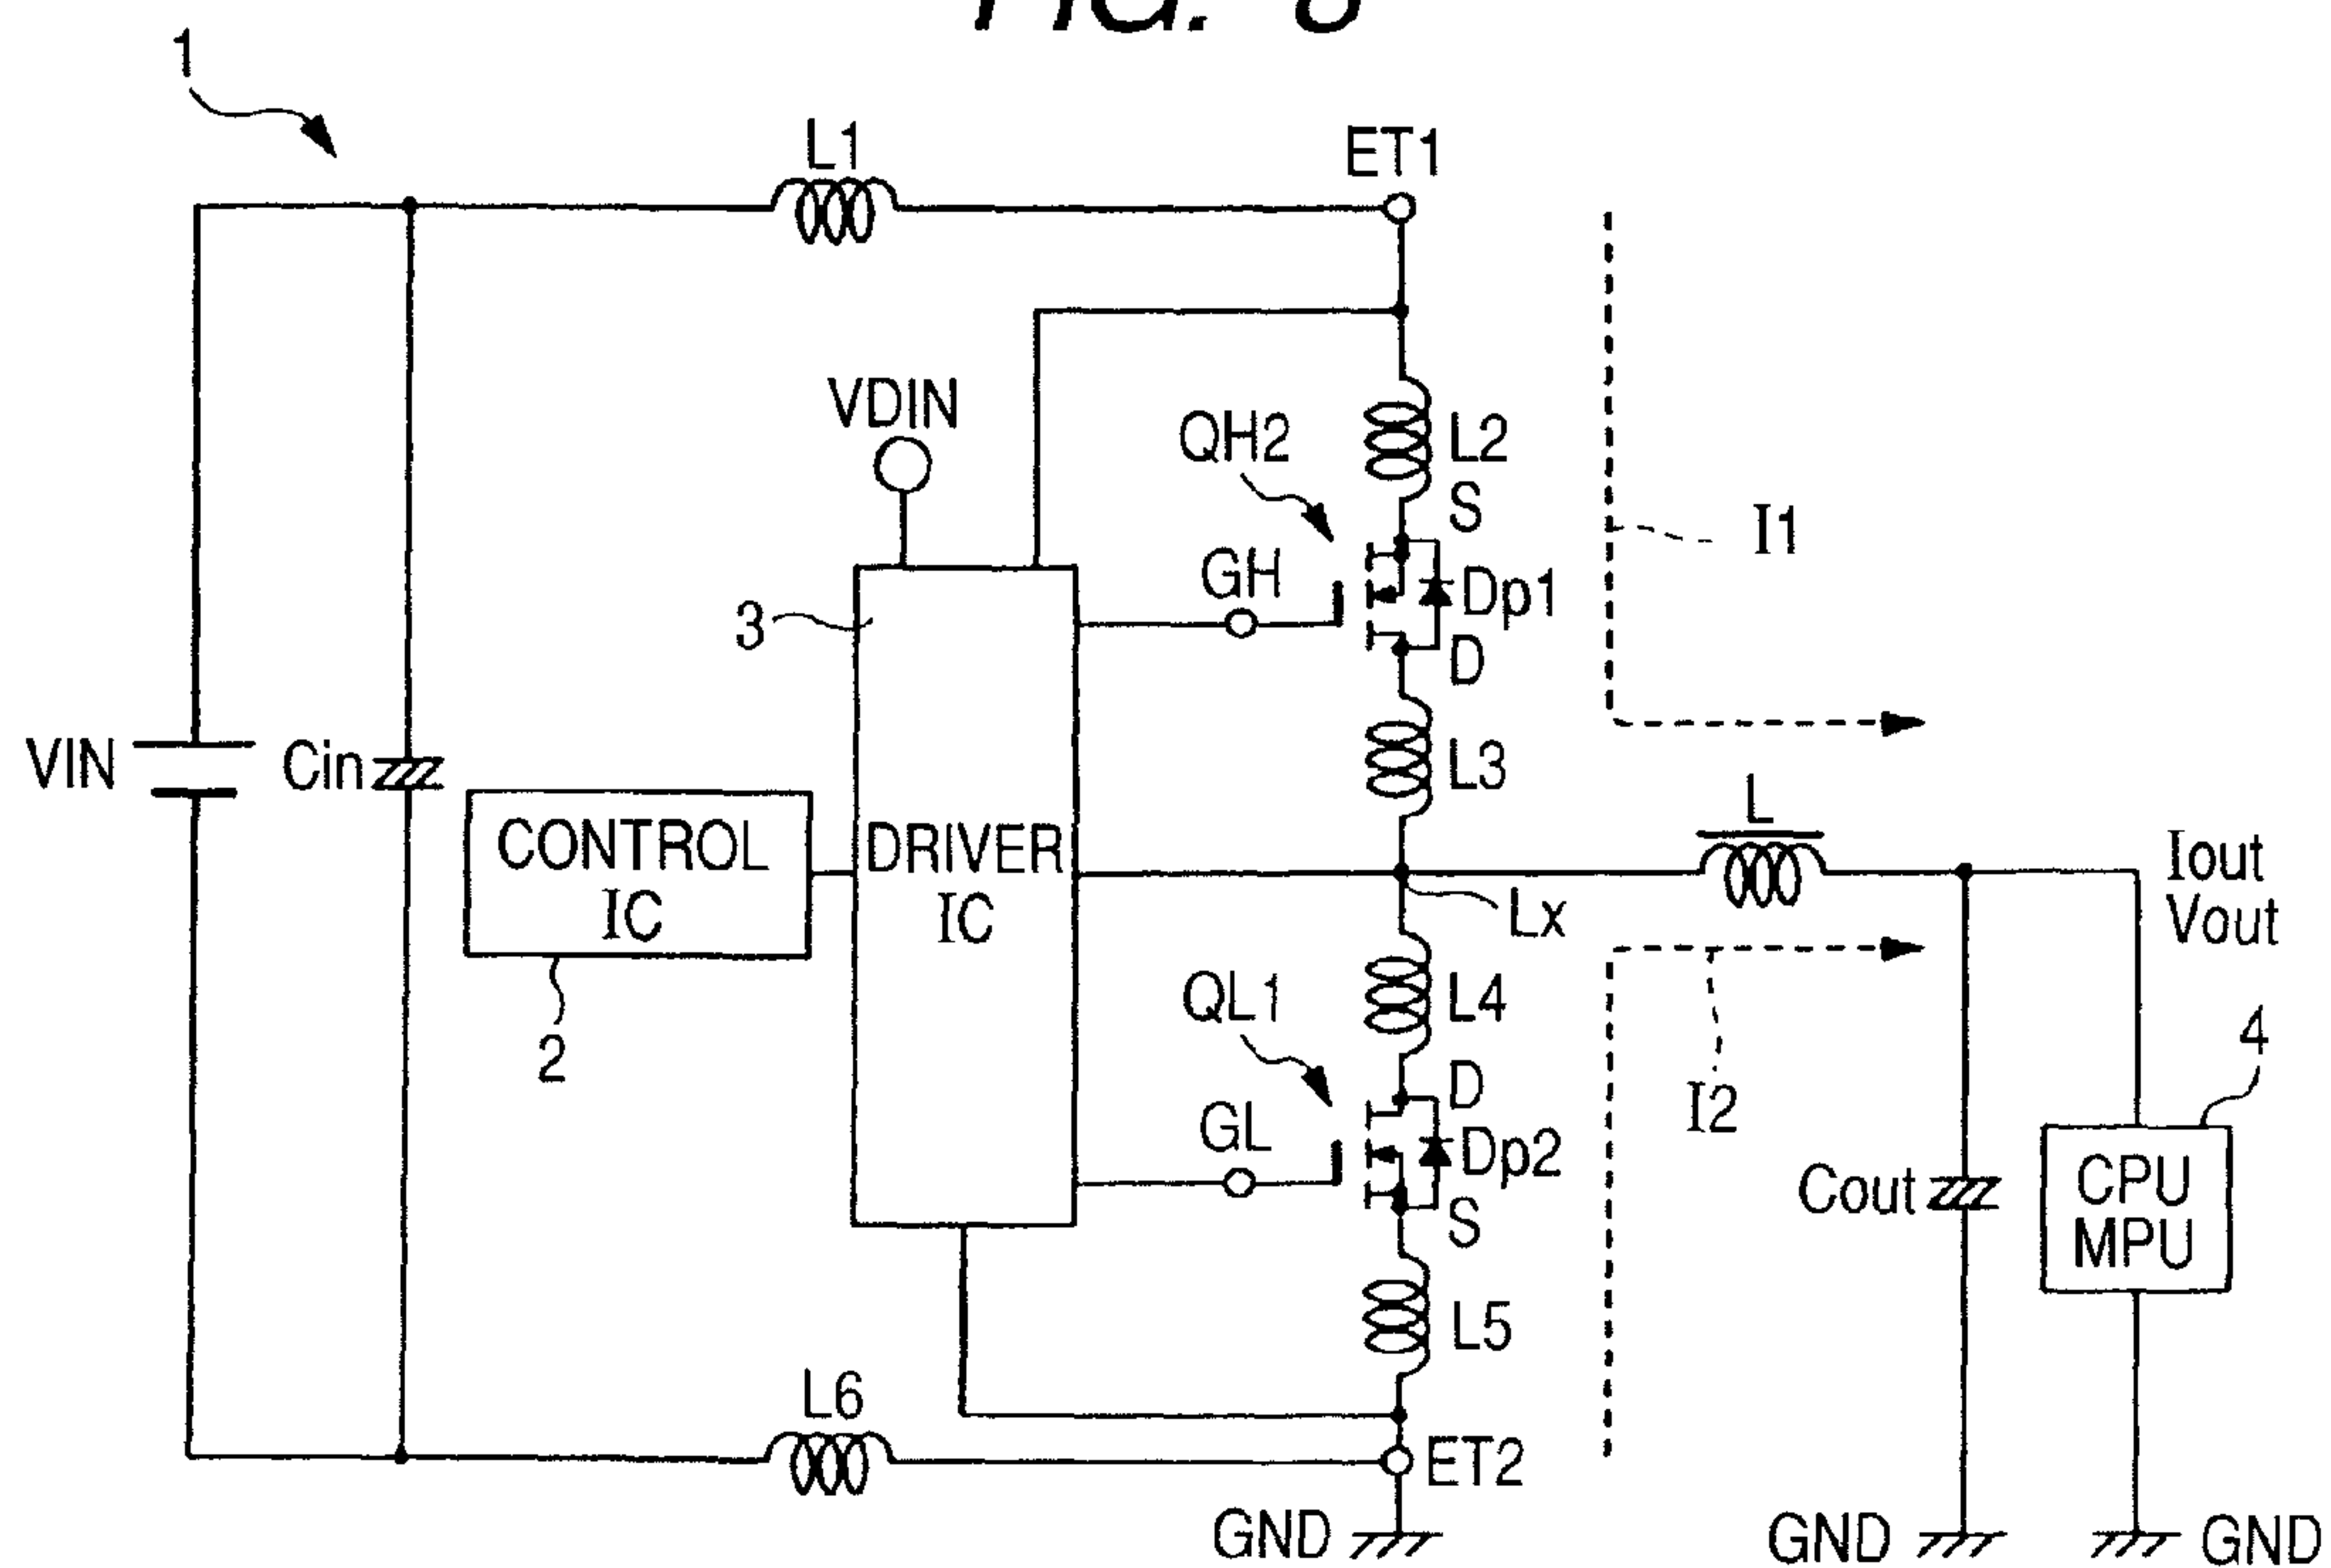 1
L1
ET1
VDIN
QH2
L2
S
I1
GH
Dp1
3
D
VIN
Cin
L3
L
CONTROL
IC
DRIVER
IC
Iout
Vout
Lx
2
QL1
L4
4
D
I2
GL
Dp2
CPU
MPU
Cout
S
L5
L6
ET2
GND
GND
GND